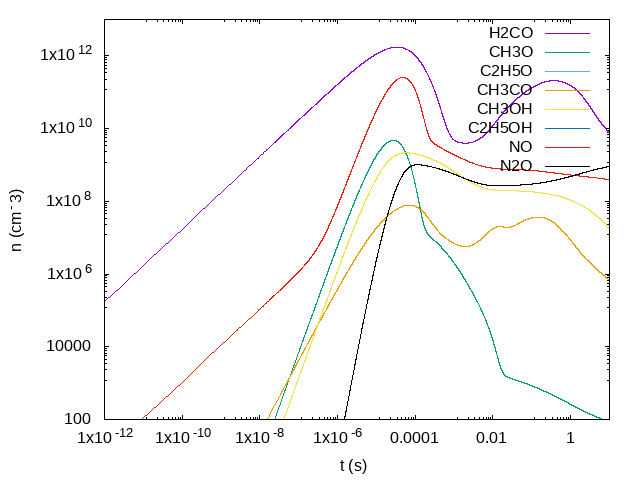 1x10 12
1x10 10
1x10 8
1x10 6
10000
100
n (cm- 3)
H2CO
CH3O
C2H5O
CH3CO
CH3OH
C2H5OH
NO
N2O
1x10 -12
1x10 -10
1x10 -8
1x10 -6
0.0001
0.01
1
t (s)